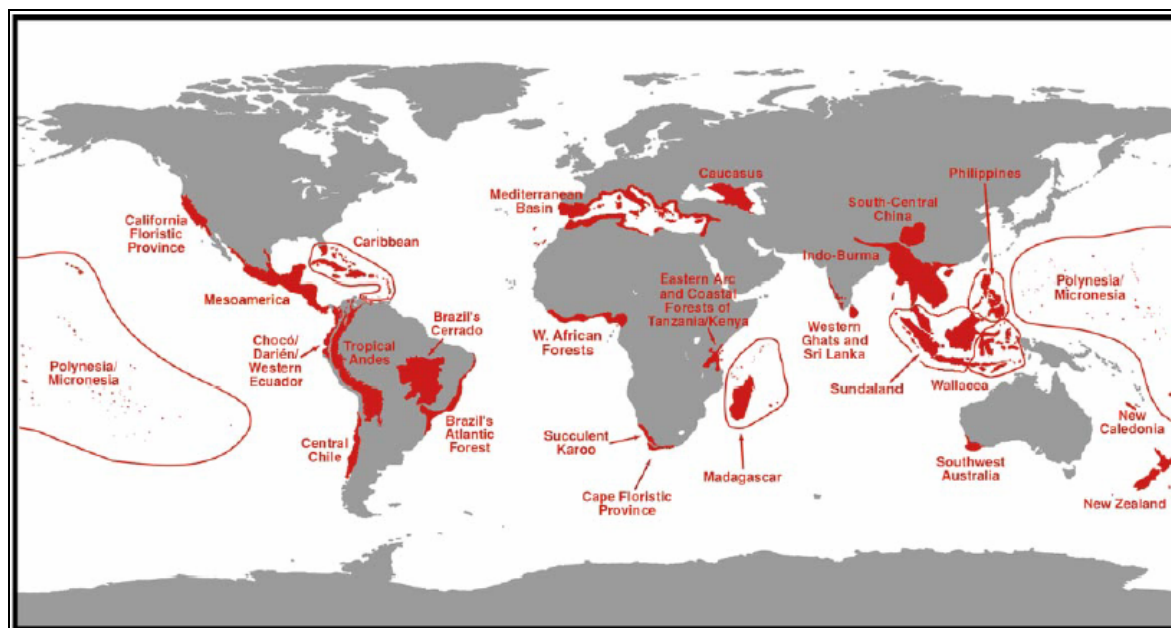 Caucasus
Philippines
Mediterranean
Basin
South-Central
China
California
Floristic
Province
Caribbean
Indo-Burma
Polynesia/
Micronesia
Eastern Arc
and Coastal
Forests of
Tanzania/Kenya
Mesoamerica
Brazil's
Cerrado
W. African
Forests
Western
Ghats and
Sri Lanka
Chocó/
Darién/
Western
Ecuador
Tropical
Andes
Polynesia/
Micronesia
Sundaland
Wallacea
Brazil's
Atlantic
Forest
New
Caledonia
Central
Chile
Succulent
Karoo
Madagascar
Southwest
Australia
Cape Floristic
Province
New Zealand